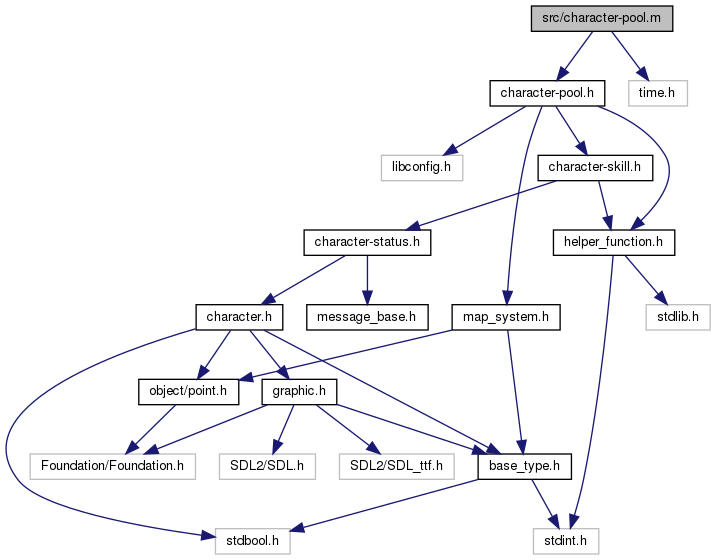 src/character-pool.m
character-pool.h
time.h
libconfig.h
character-skill.h
character-status.h
helper_function.h
character.h
message_base.h
map_system.h
stdlib.h
object/point.h
graphic.h
Foundation/Foundation.h
SDL2/SDL.h
SDL2/SDL_ttf.h
base_type.h
stdbool.h
stdint.h